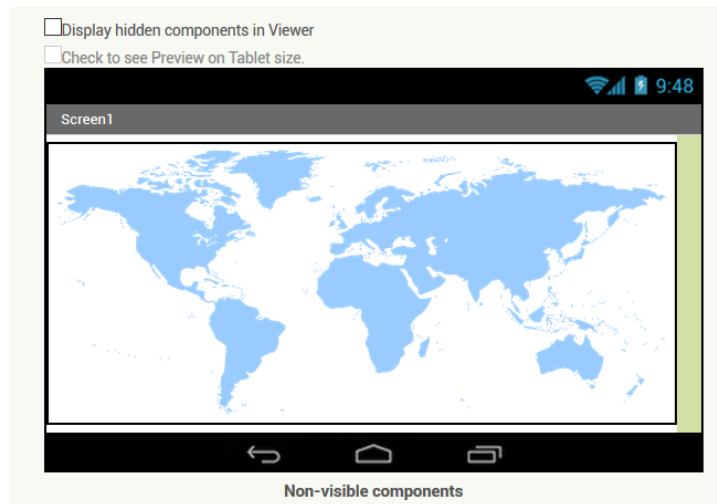 Display hidden components in Viewer
Check to see Preview on Tablet size.
9:48
Screen1
Non-visible components